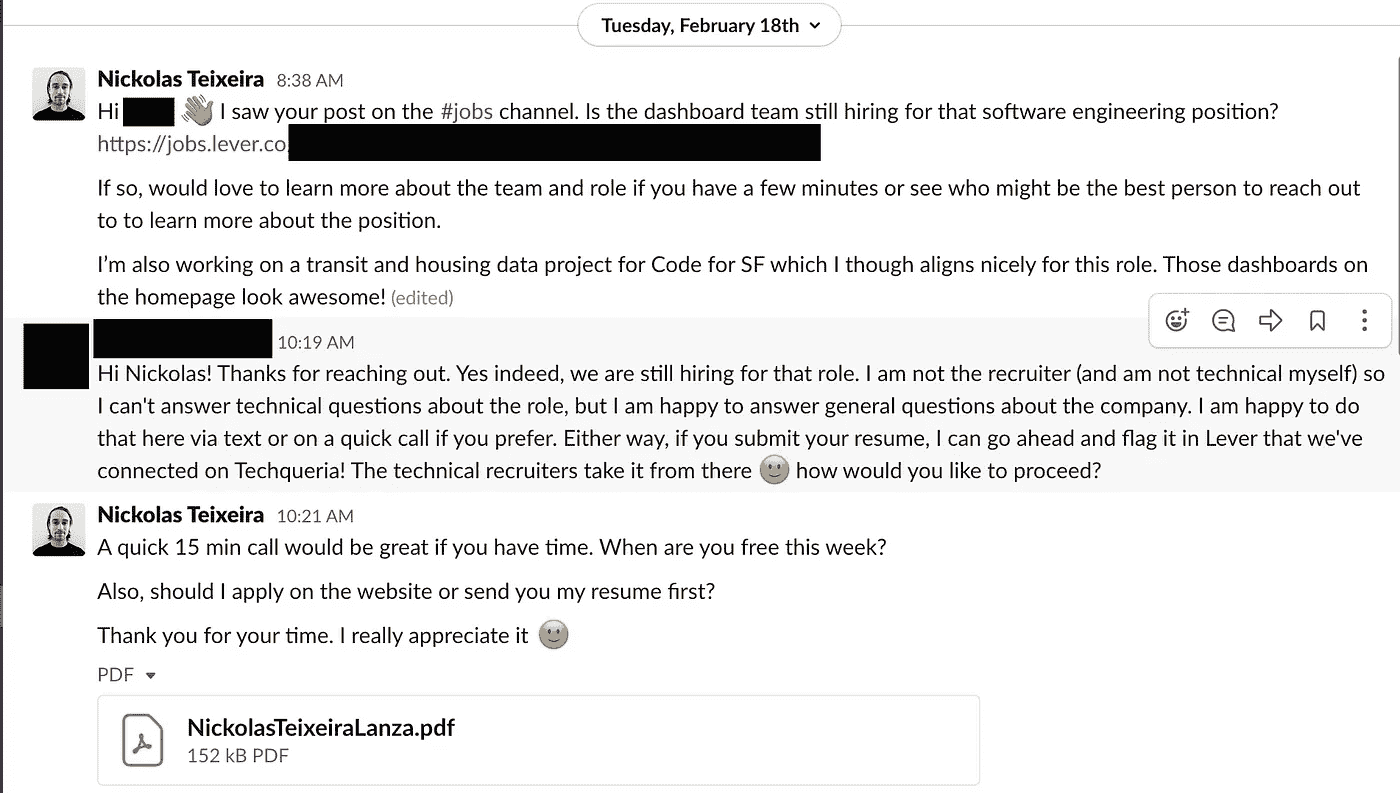 Tuesday, February 18th
Nickolas Teixeira 8:38 AM
Hi I saw your post on the #jobs channel. Is the dashboard team still hiring for that software engineering position?
https://jobs.lever.co
If so, would love to learn more about the team and role if you have a few minutes or see who might be the best person to reach out
to to learn more about the position.
I’m also working on a transit and housing data project for Code for SF which I though aligns nicely for this role. Those dashboards on
the homepage look awesome! (edited)
10:19 AM
Hi Nickolas! Thanks for reaching out. Yes indeed, we are still hiring for that role. I am not the recruiter (and am not technical myself) so
I can't answer technical questions about the role, but I am happy to answer general questions about the company. I am happy to do
that here via text or on a quick call if you prefer. Either way, if you submit your resume, I can go ahead and flag it in Lever that we've
connected on Techqueria! The technical recruiters take it from there how would you like to proceed?
Nickolas Teixeira 10:21 AM
A quick 15 min call would be great if you have time. When are you free this week?
Also, should I apply on the website or send you my resume first?
Thank you for your time. I really appreciate it
PDF
NickolasTeixeiraLanza.pdf
152 kB PDF